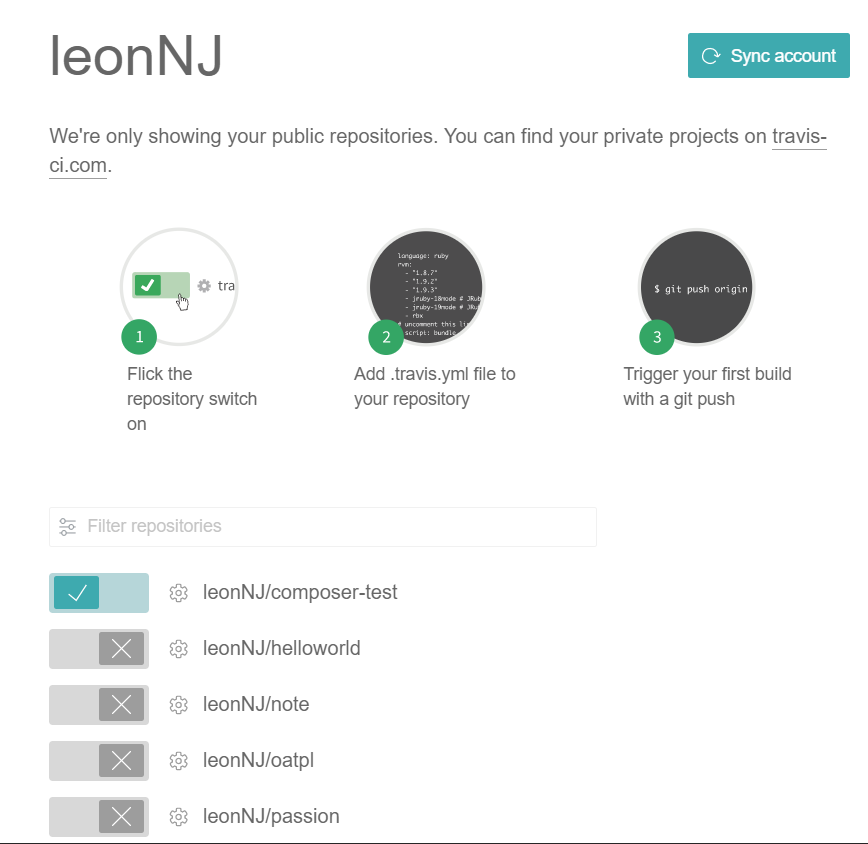 leonNJ
Sync account
We're only showing your public repositories. You can find your private projects on travis-
ci.com.
tra
language: ruby
rvm:
- "1.8.7"
- "1.9.2"
- "1.9.3"
- jruby-18mode # JRub
- jruby-19mode # JRub
- rbx
# uncomment this lin
script: bundle
$ git push origin
1
2
3
Flick the
repository switch
on
Add .travis.yml file to
your repository
Trigger your first build
with a git push
Filter repositories
leonNJ/composer-test
leonNJ/helloworld
leonNJ/note
leonNJ/oatpl
leonNJ/passion